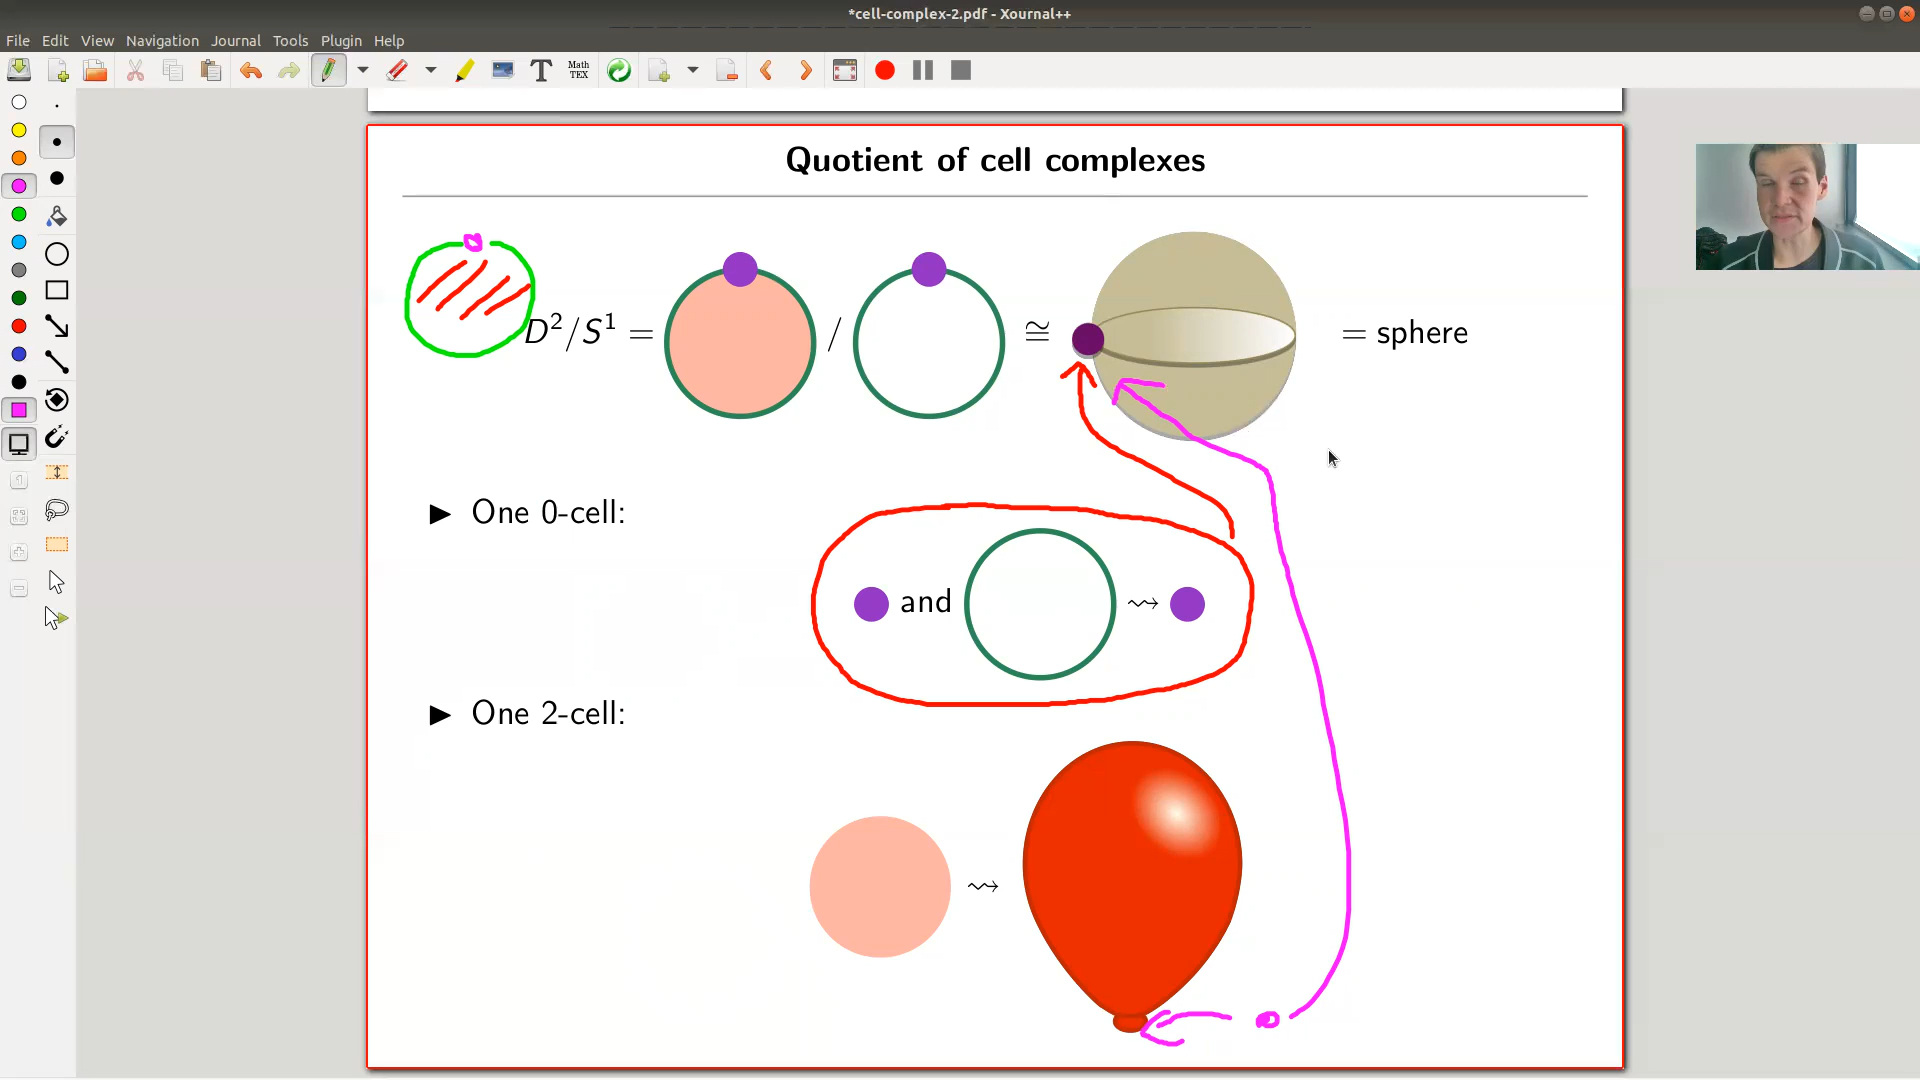 *cell-complex-2.pdf - Xournal++
File Edit View Navigation Journal Tools Plugin Help
Math
TEX
Quotient of cell complexes
D²/S¹ = / ≅ = sphere
▶ One 0-cell:
and ⇝
▶ One 2-cell:
⇝